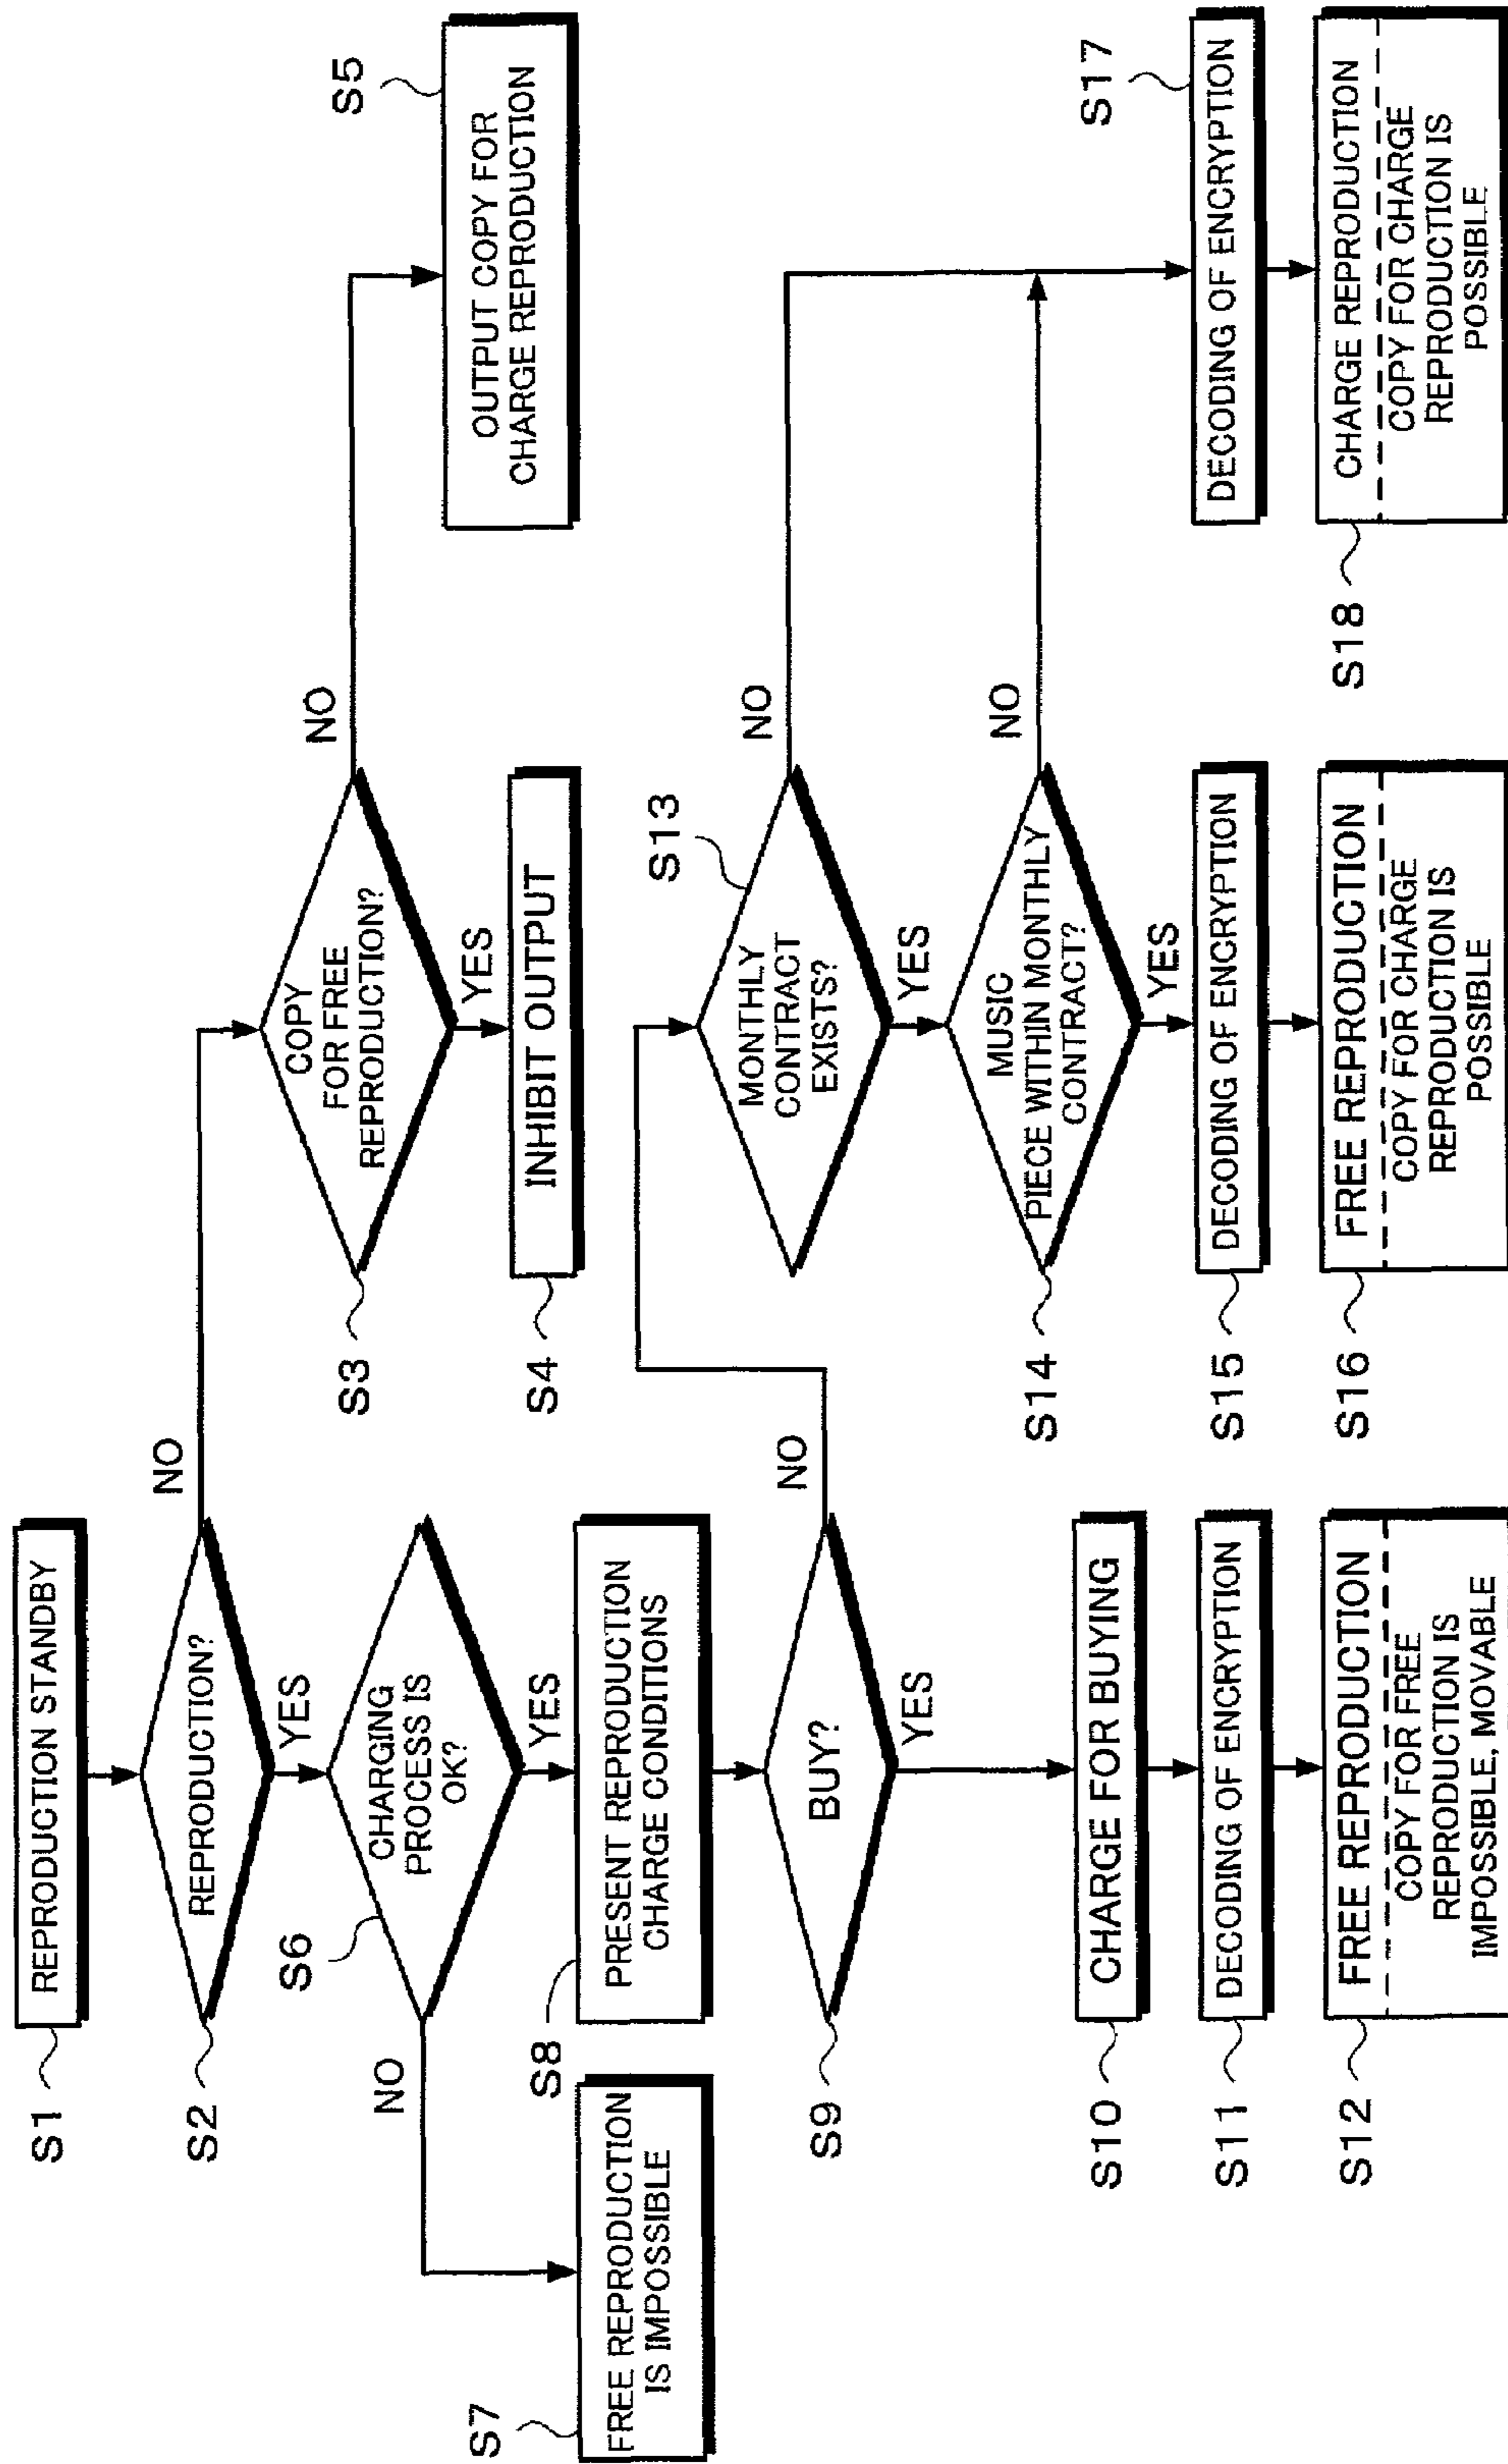 S1
REPRODUCTION STANDBY
S2
REPRODUCTION?
NO
YES
S3
COPY
FOR FREE
REPRODUCTION?
NO
YES
S4
INHIBIT OUTPUT
S5
OUTPUT COPY FOR
CHARGE REPRODUCTION
S6
CHARGING
PROCESS IS
OK?
NO
YES
S7
FREE REPRODUCTION
IS IMPOSSIBLE
S8
PRESENT REPRODUCTION
CHARGE CONDITIONS
S9
BUY?
NO
YES
S10
CHARGE FOR BUYING
S11
DECODING OF ENCRYPTION
S12
FREE REPRODUCTION
COPY FOR FREE
REPRODUCTION IS
IMPOSSIBLE, MOVABLE
S13
MONTHLY
CONTRACT
EXISTS?
NO
YES
S14
MUSIC
PIECE WITHIN MONTHLY
CONTRACT?
NO
YES
S15
DECODING OF ENCRYPTION
S16
FREE REPRODUCTION
COPY FOR CHARGE
REPRODUCTION IS
POSSIBLE
S17
DECODING OF ENCRYPTION
S18
CHARGE REPRODUCTION
COPY FOR CHARGE
REPRODUCTION IS
POSSIBLE